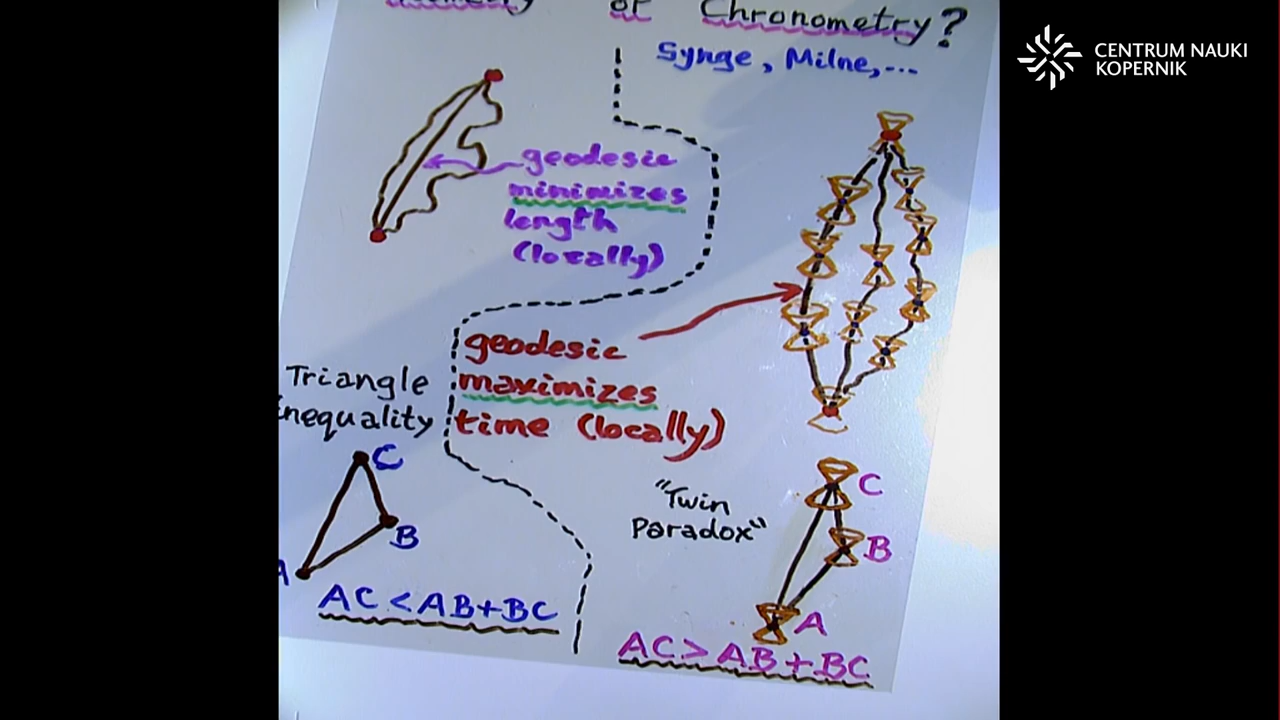 or Chronometry?
Synge, Milne,...
geodesic
minimizes
length
(locally)
geodesic
maximizes
time (locally)
Triangle
inequality
C
B
A
AC < AB+BC
"Twin
Paradox"
C
B
A
AC > AB + BC
CENTRUM NAUKI
KOPERNIK